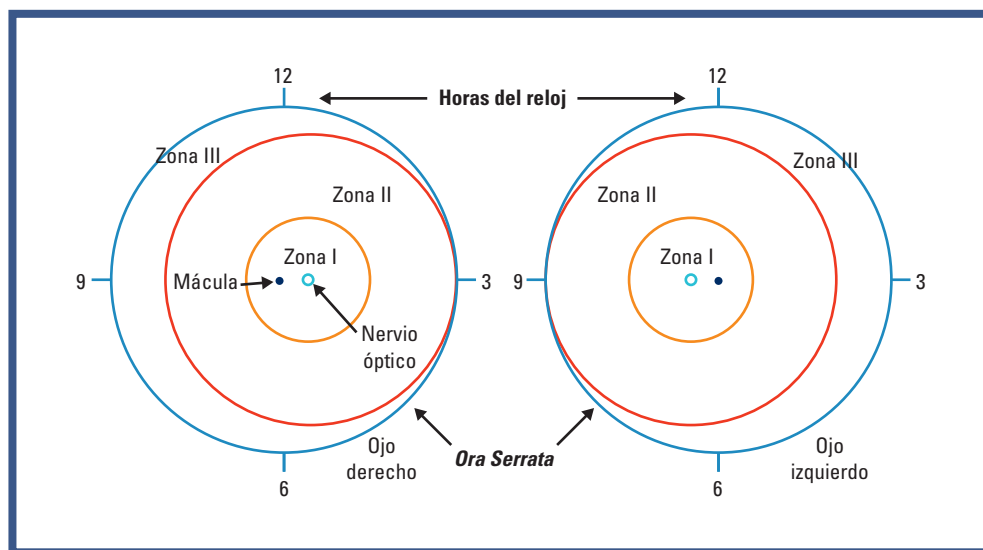 12
12
Horas del reloj
Zona III
Zona III
Zona II
Zona II
Zona I
Zona I
9
Mácula
3
9
3
Nervio
óptico
Ojo
derecho
Ora Serrata
Ojo
izquierdo
6
6